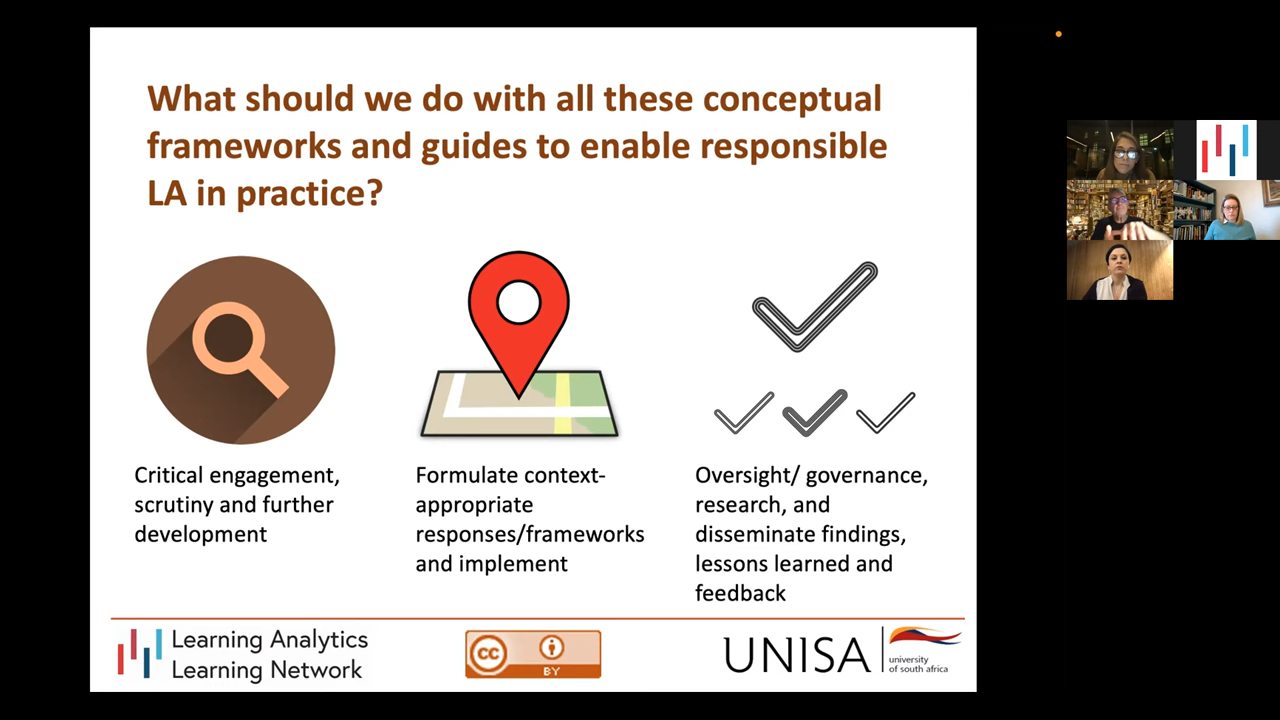 What should we do with all these conceptual
frameworks and guides to enable responsible
LA in practice?
Critical engagement,
scrutiny and further
development
Formulate context-
appropriate
responses/frameworks
and implement
Oversight/ governance,
research, and
disseminate findings,
lessons learned and
feedback
Learning Analytics
Learning Network
cc
BY
UNISA
university
of south africa